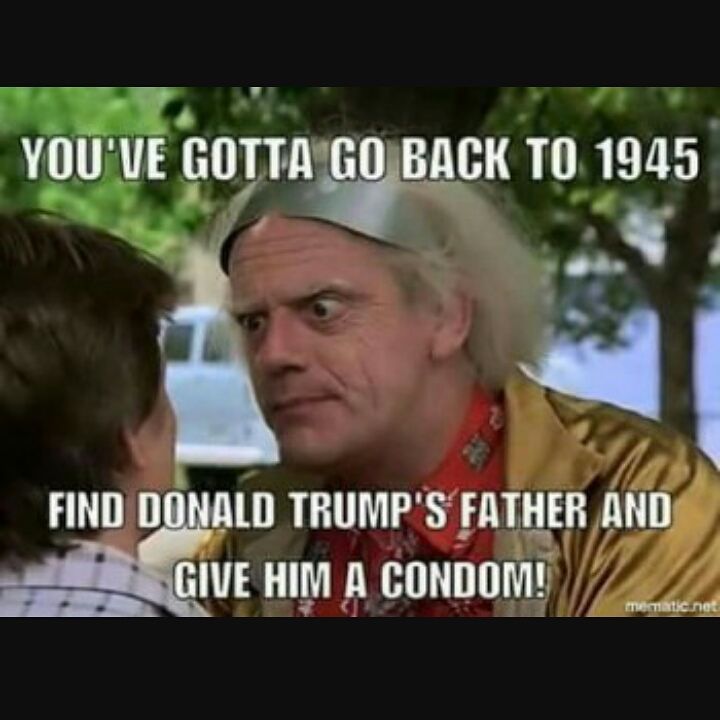 YOU'VE GOTTA GO BACK TO 1945
FIND DONALD TRUMP'S FATHER AND
GIVE HIM A CONDOM!
mematic.net